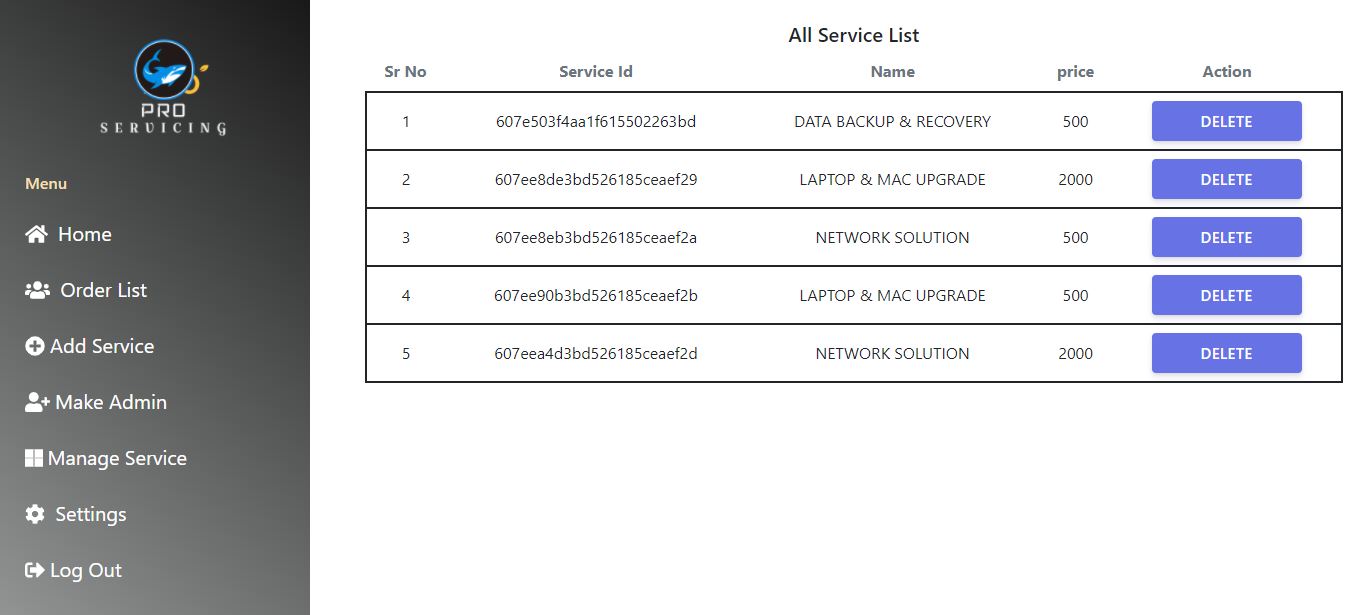 PRO
SERVICING
Menu
Home
Order List
Add Service
Make Admin
Manage Service
Settings
Log Out
All Service List
Sr No Service Id Name price Action
1 607e503f4aa1f615502263bd DATA BACKUP & RECOVERY 500 DELETE
2 607ee8de3bd526185ceaef29 LAPTOP & MAC UPGRADE 2000 DELETE
3 607ee8eb3bd526185ceaef2a NETWORK SOLUTION 500 DELETE
4 607ee90b3bd526185ceaef2b LAPTOP & MAC UPGRADE 500 DELETE
5 607eea4d3bd526185ceaef2d NETWORK SOLUTION 2000 DELETE